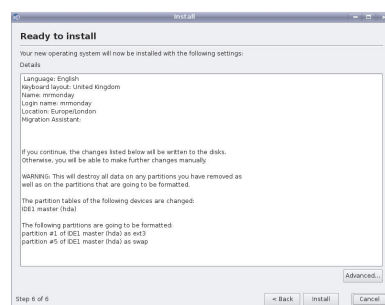 Install
Ready to install
Your new operating system will now be installed with the following settings:
Details
Language: English
Keyboard layout: United Kingdom
Name: mrmonday
Login name: mrmonday
Location: Europe/London
Migration Assistant:
If you continue, the changes listed below will be written to the disks.
Otherwise, you will be able to make further changes manually.
WARNING: This will destroy all data on any partitions you have removed as
well as on the partitions that are going to be formatted.
The partition tables of the following devices are changed:
IDE1 master (hda)
The following partitions are going to be formatted:
partition #1 of IDE1 master (hda) as ext3
partition #5 of IDE1 master (hda) as swap
Advanced...
Step 6 of 6
< Back
Install
Cancel